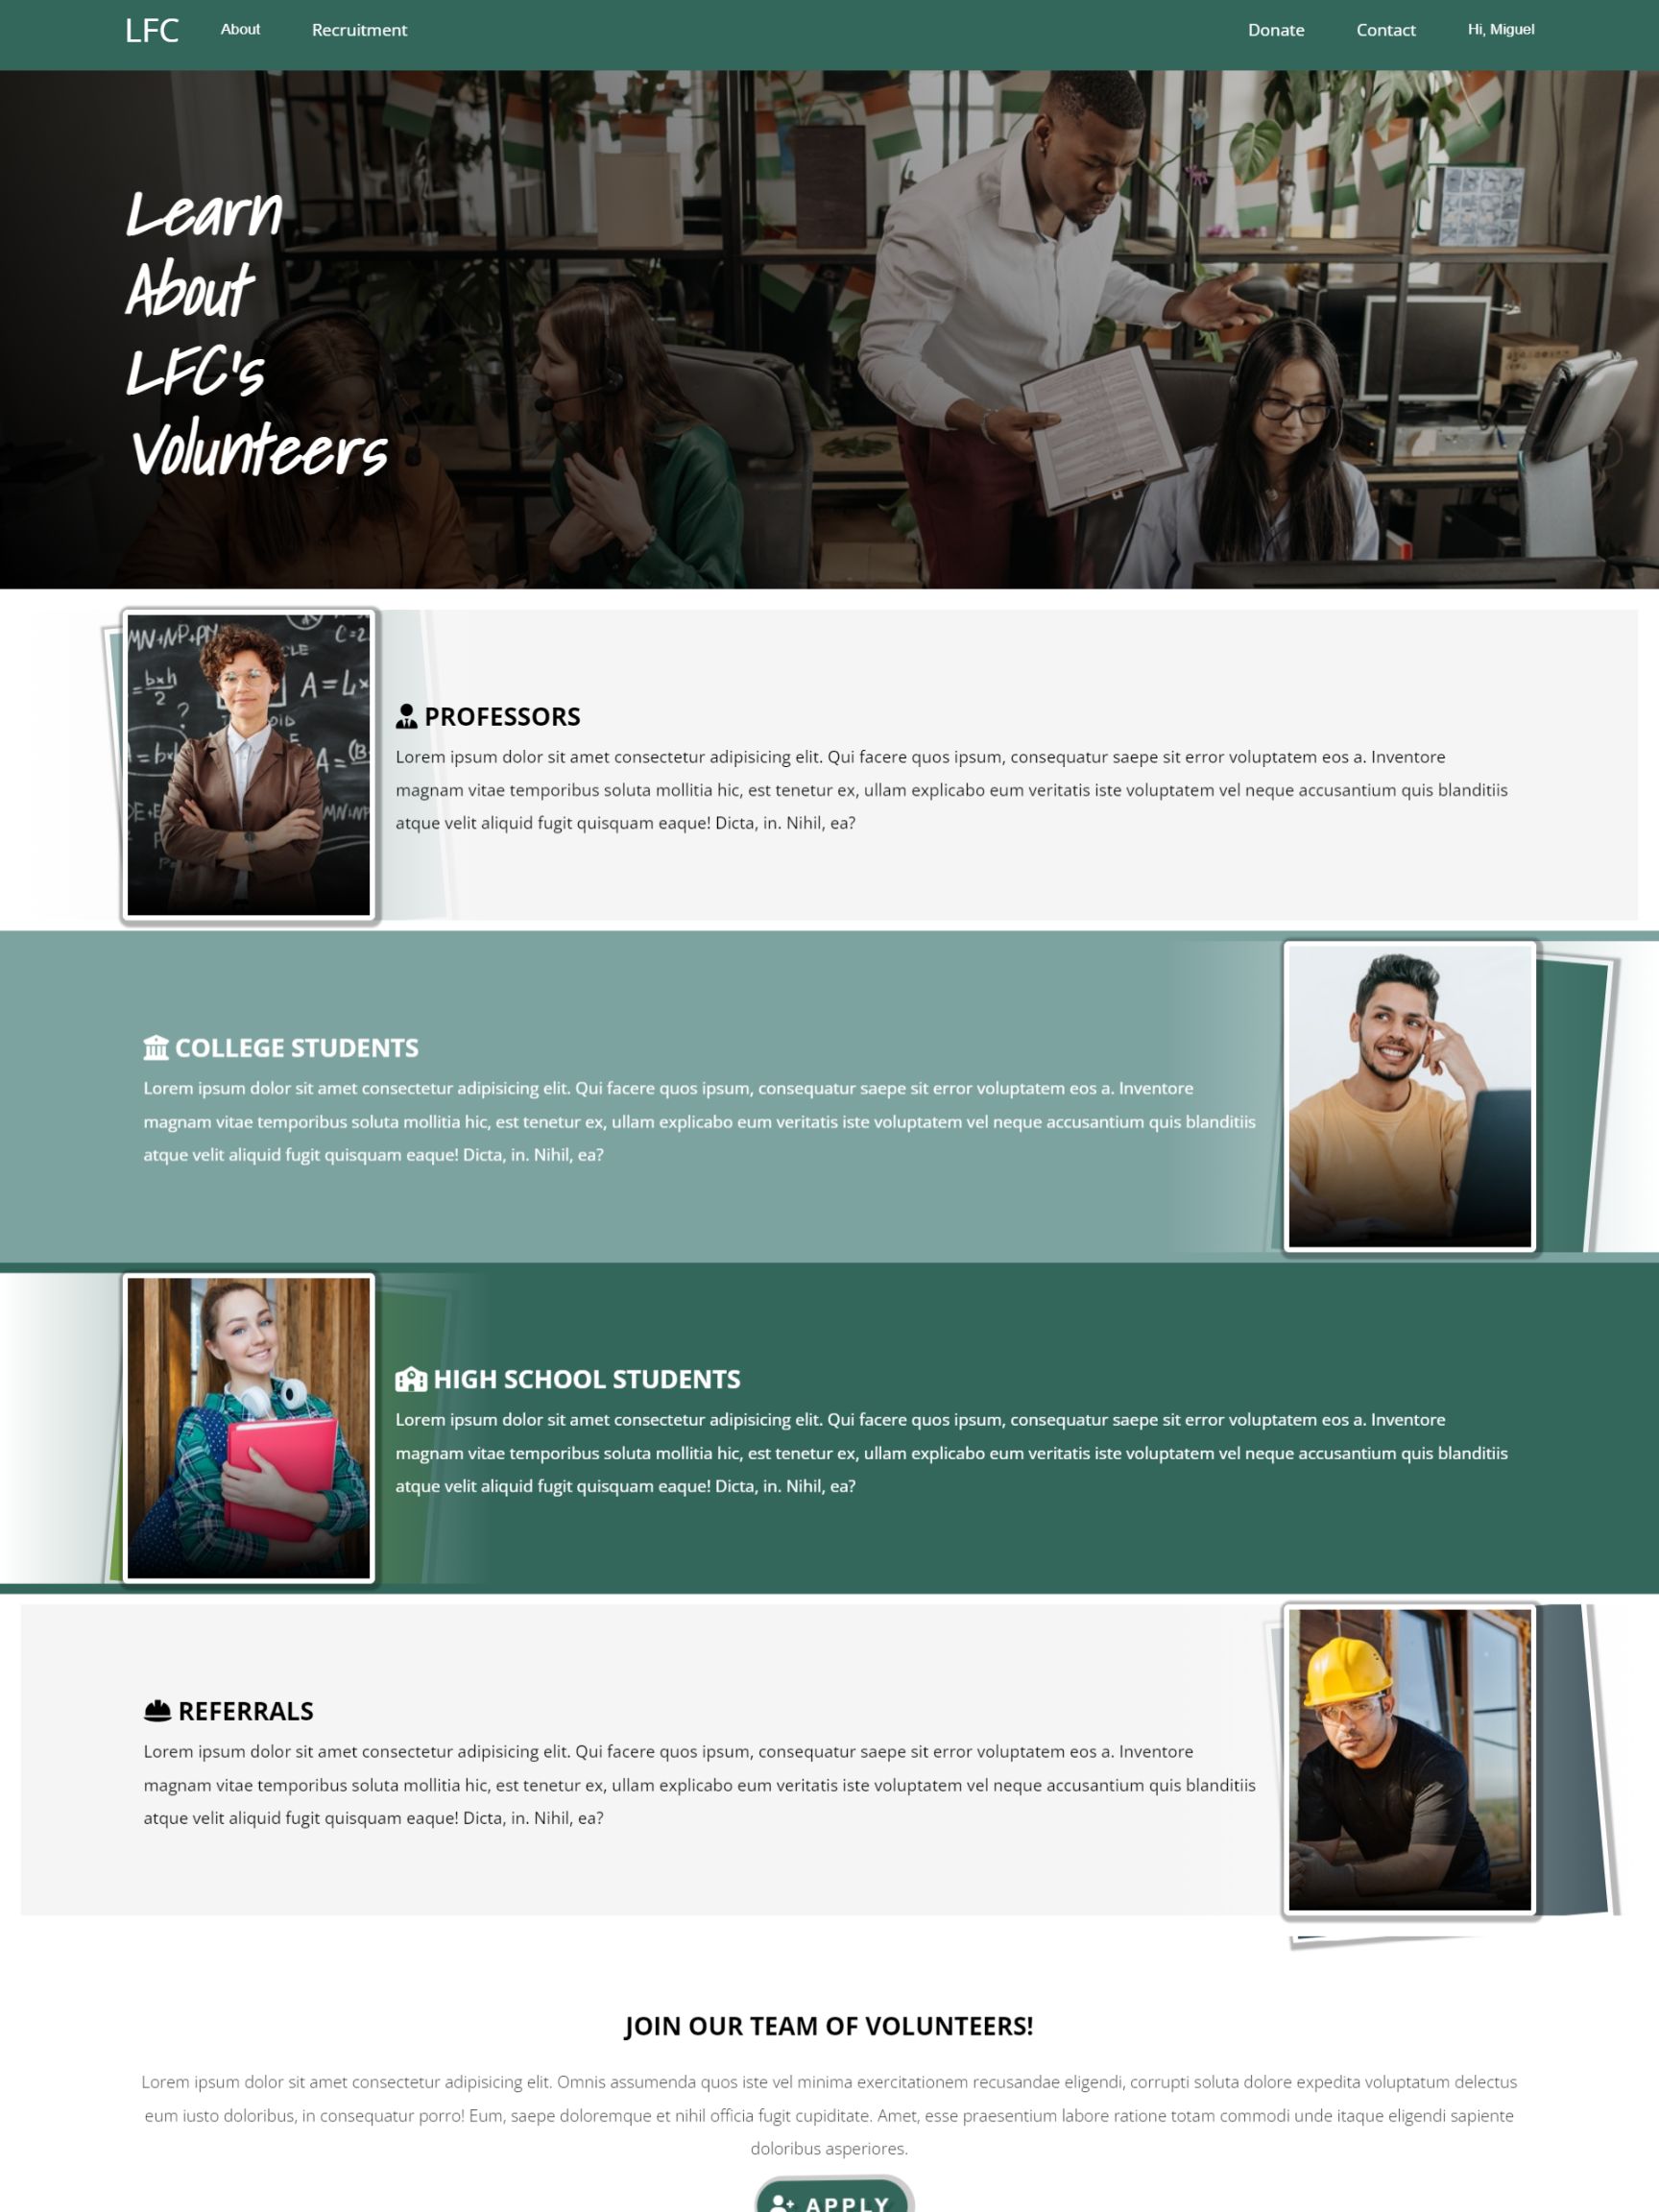 LFC About Recruitment Donate Contact Hi, Miguel
Learn
About
LFC's
Volunteers
MN+NP+PM C=2
bxh
=
2
?
A=L×
PROFESSORS
Lorem ipsum dolor sit amet consectetur adipisicing elit. Qui facere quos ipsum, consequatur saepe sit error voluptatem eos a. Inventore
magnam vitae temporibus soluta mollitia hic, est tenetur ex, ullam explicabo eum veritatis iste voluptatem vel neque accusantium quis blanditiis
atque velit aliquid fugit quisquam eaque! Dicta, in. Nihil, ea?
COLLEGE STUDENTS
Lorem ipsum dolor sit amet consectetur adipisicing elit. Qui facere quos ipsum, consequatur saepe sit error voluptatem eos a. Inventore
magnam vitae temporibus soluta mollitia hic, est tenetur ex, ullam explicabo eum veritatis iste voluptatem vel neque accusantium quis blanditiis
atque velit aliquid fugit quisquam eaque! Dicta, in. Nihil, ea?
HIGH SCHOOL STUDENTS
Lorem ipsum dolor sit amet consectetur adipisicing elit. Qui facere quos ipsum, consequatur saepe sit error voluptatem eos a. Inventore
magnam vitae temporibus soluta mollitia hic, est tenetur ex, ullam explicabo eum veritatis iste voluptatem vel neque accusantium quis blanditiis
atque velit aliquid fugit quisquam eaque! Dicta, in. Nihil, ea?
REFERRALS
Lorem ipsum dolor sit amet consectetur adipisicing elit. Qui facere quos ipsum, consequatur saepe sit error voluptatem eos a. Inventore
magnam vitae temporibus soluta mollitia hic, est tenetur ex, ullam explicabo eum veritatis iste voluptatem vel neque accusantium quis blanditiis
atque velit aliquid fugit quisquam eaque! Dicta, in. Nihil, ea?
JOIN OUR TEAM OF VOLUNTEERS!
Lorem ipsum dolor sit amet consectetur adipisicing elit. Omnis assumenda quos iste vel minima exercitationem recusandae eligendi, corrupti soluta dolore expedita voluptatum delectus
eum iusto doloribus, in consequatur porro! Eum, saepe doloremque et nihil officia fugit cupiditate. Amet, esse praesentium labore ratione totam commodi unde itaque eligendi sapiente
doloribus asperiores.
APPLY